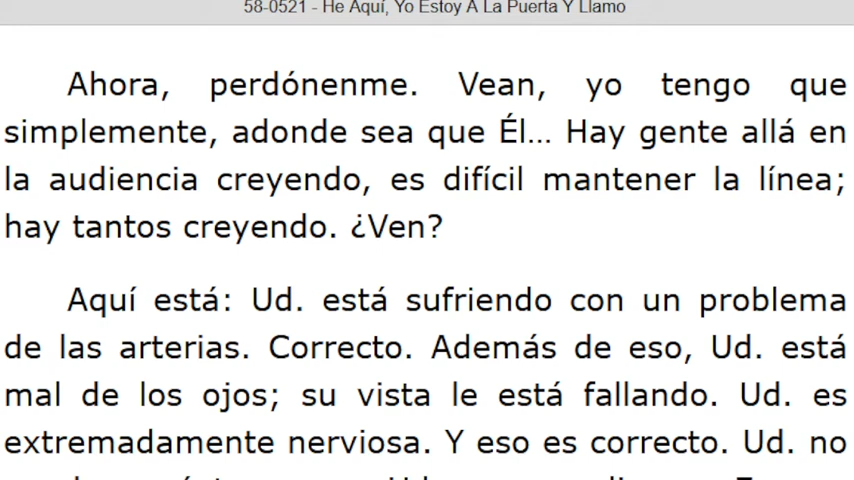 58-0521 - He Aquí, Yo Estoy A La Puerta Y Llamo
Ahora, perdónenme. Vean, yo tengo que
simplemente, adonde sea que Él... Hay gente allá en
la audiencia creyendo, es difícil mantener la línea;
hay tantos creyendo. ¿Ven?
Aquí está: Ud. está sufriendo con un problema
de las arterias. Correcto. Además de eso, Ud. está
mal de los ojos; su vista le está fallando. Ud. es
extremadamente nerviosa. Y eso es correcto. Ud. no